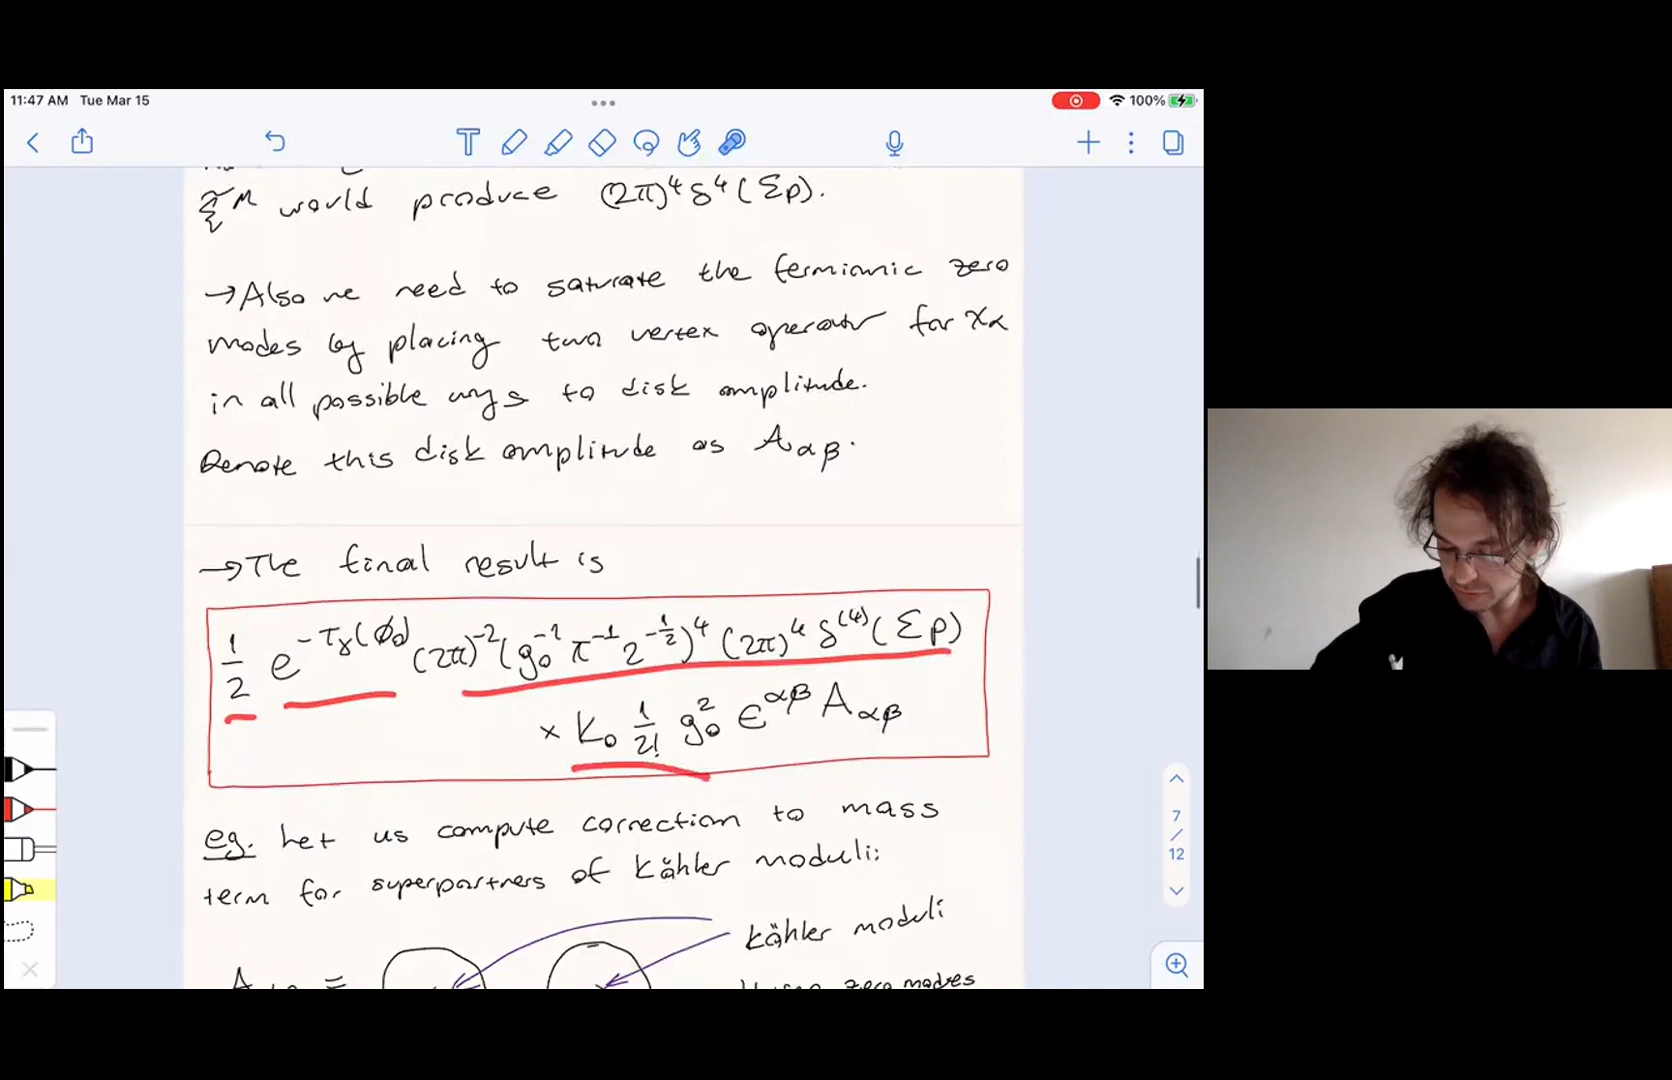 11:47 AM Tue Mar 15
100%
ξ̃^M would produce (2π)^4 δ^4(Σp).
→Also we need to saturate the fermionic zero
modes by placing two vertex operator for χ_α
in all possible ways to disk amplitude.
Denote this disk amplitude as A_αβ.
→The final result is
1/2 e^{-T_γ(φ_0)} (2π)^{-2} (g_0^{-1} π^{-1} 2^{-1/2})^4 (2π)^4 δ^{(4)}(Σp)
× K_0 1/2! g_0^2 ϵ^{αβ} A_αβ
eg. Let us compute correction to mass
term for superpartners of Kähler moduli:
Kähler moduli
zero modes
7
/
12